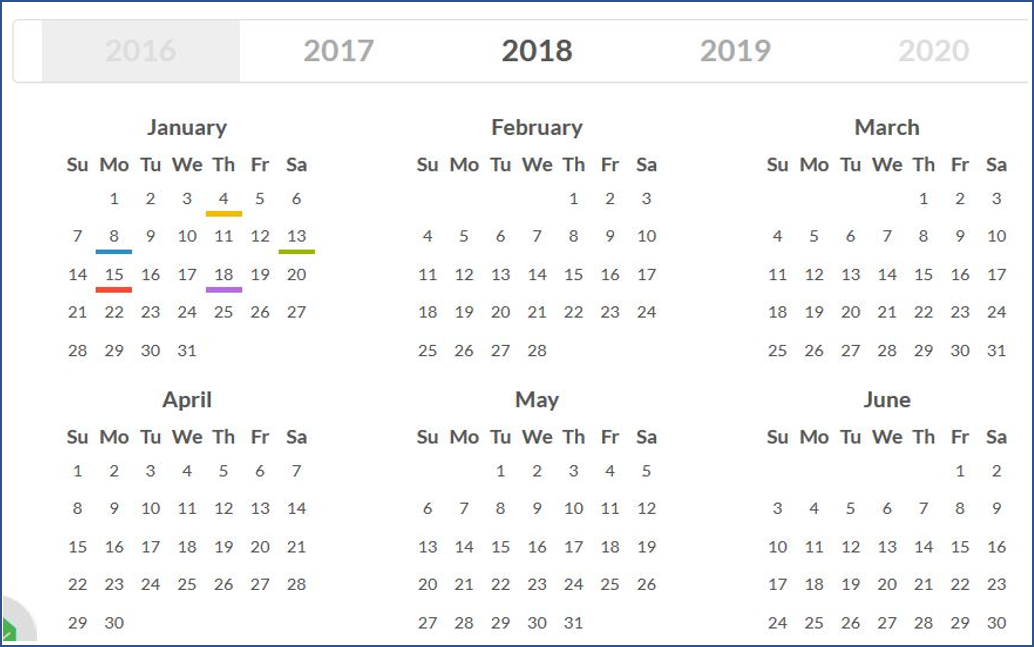 2016 2017 2018 2019 2020
January February March
Su Mo Tu We Th Fr Sa Su Mo Tu We Th Fr Sa Su Mo Tu We Th Fr Sa
1 2 3 4 5 6 1 2 3 1 2 3
7 8 9 10 11 12 13 4 5 6 7 8 9 10 4 5 6 7 8 9 10
14 15 16 17 18 19 20 11 12 13 14 15 16 17 11 12 13 14 15 16 17
21 22 23 24 25 26 27 18 19 20 21 22 23 24 18 19 20 21 22 23 24
28 29 30 31 25 26 27 28 25 26 27 28 29 30 31
April May June
Su Mo Tu We Th Fr Sa Su Mo Tu We Th Fr Sa Su Mo Tu We Th Fr Sa
1 2 3 4 5 6 7 1 2 3 4 5 1 2
8 9 10 11 12 13 14 6 7 8 9 10 11 12 3 4 5 6 7 8 9
15 16 17 18 19 20 21 13 14 15 16 17 18 19 10 11 12 13 14 15 16
22 23 24 25 26 27 28 20 21 22 23 24 25 26 17 18 19 20 21 22 23
29 30 27 28 29 30 31 24 25 26 27 28 29 30